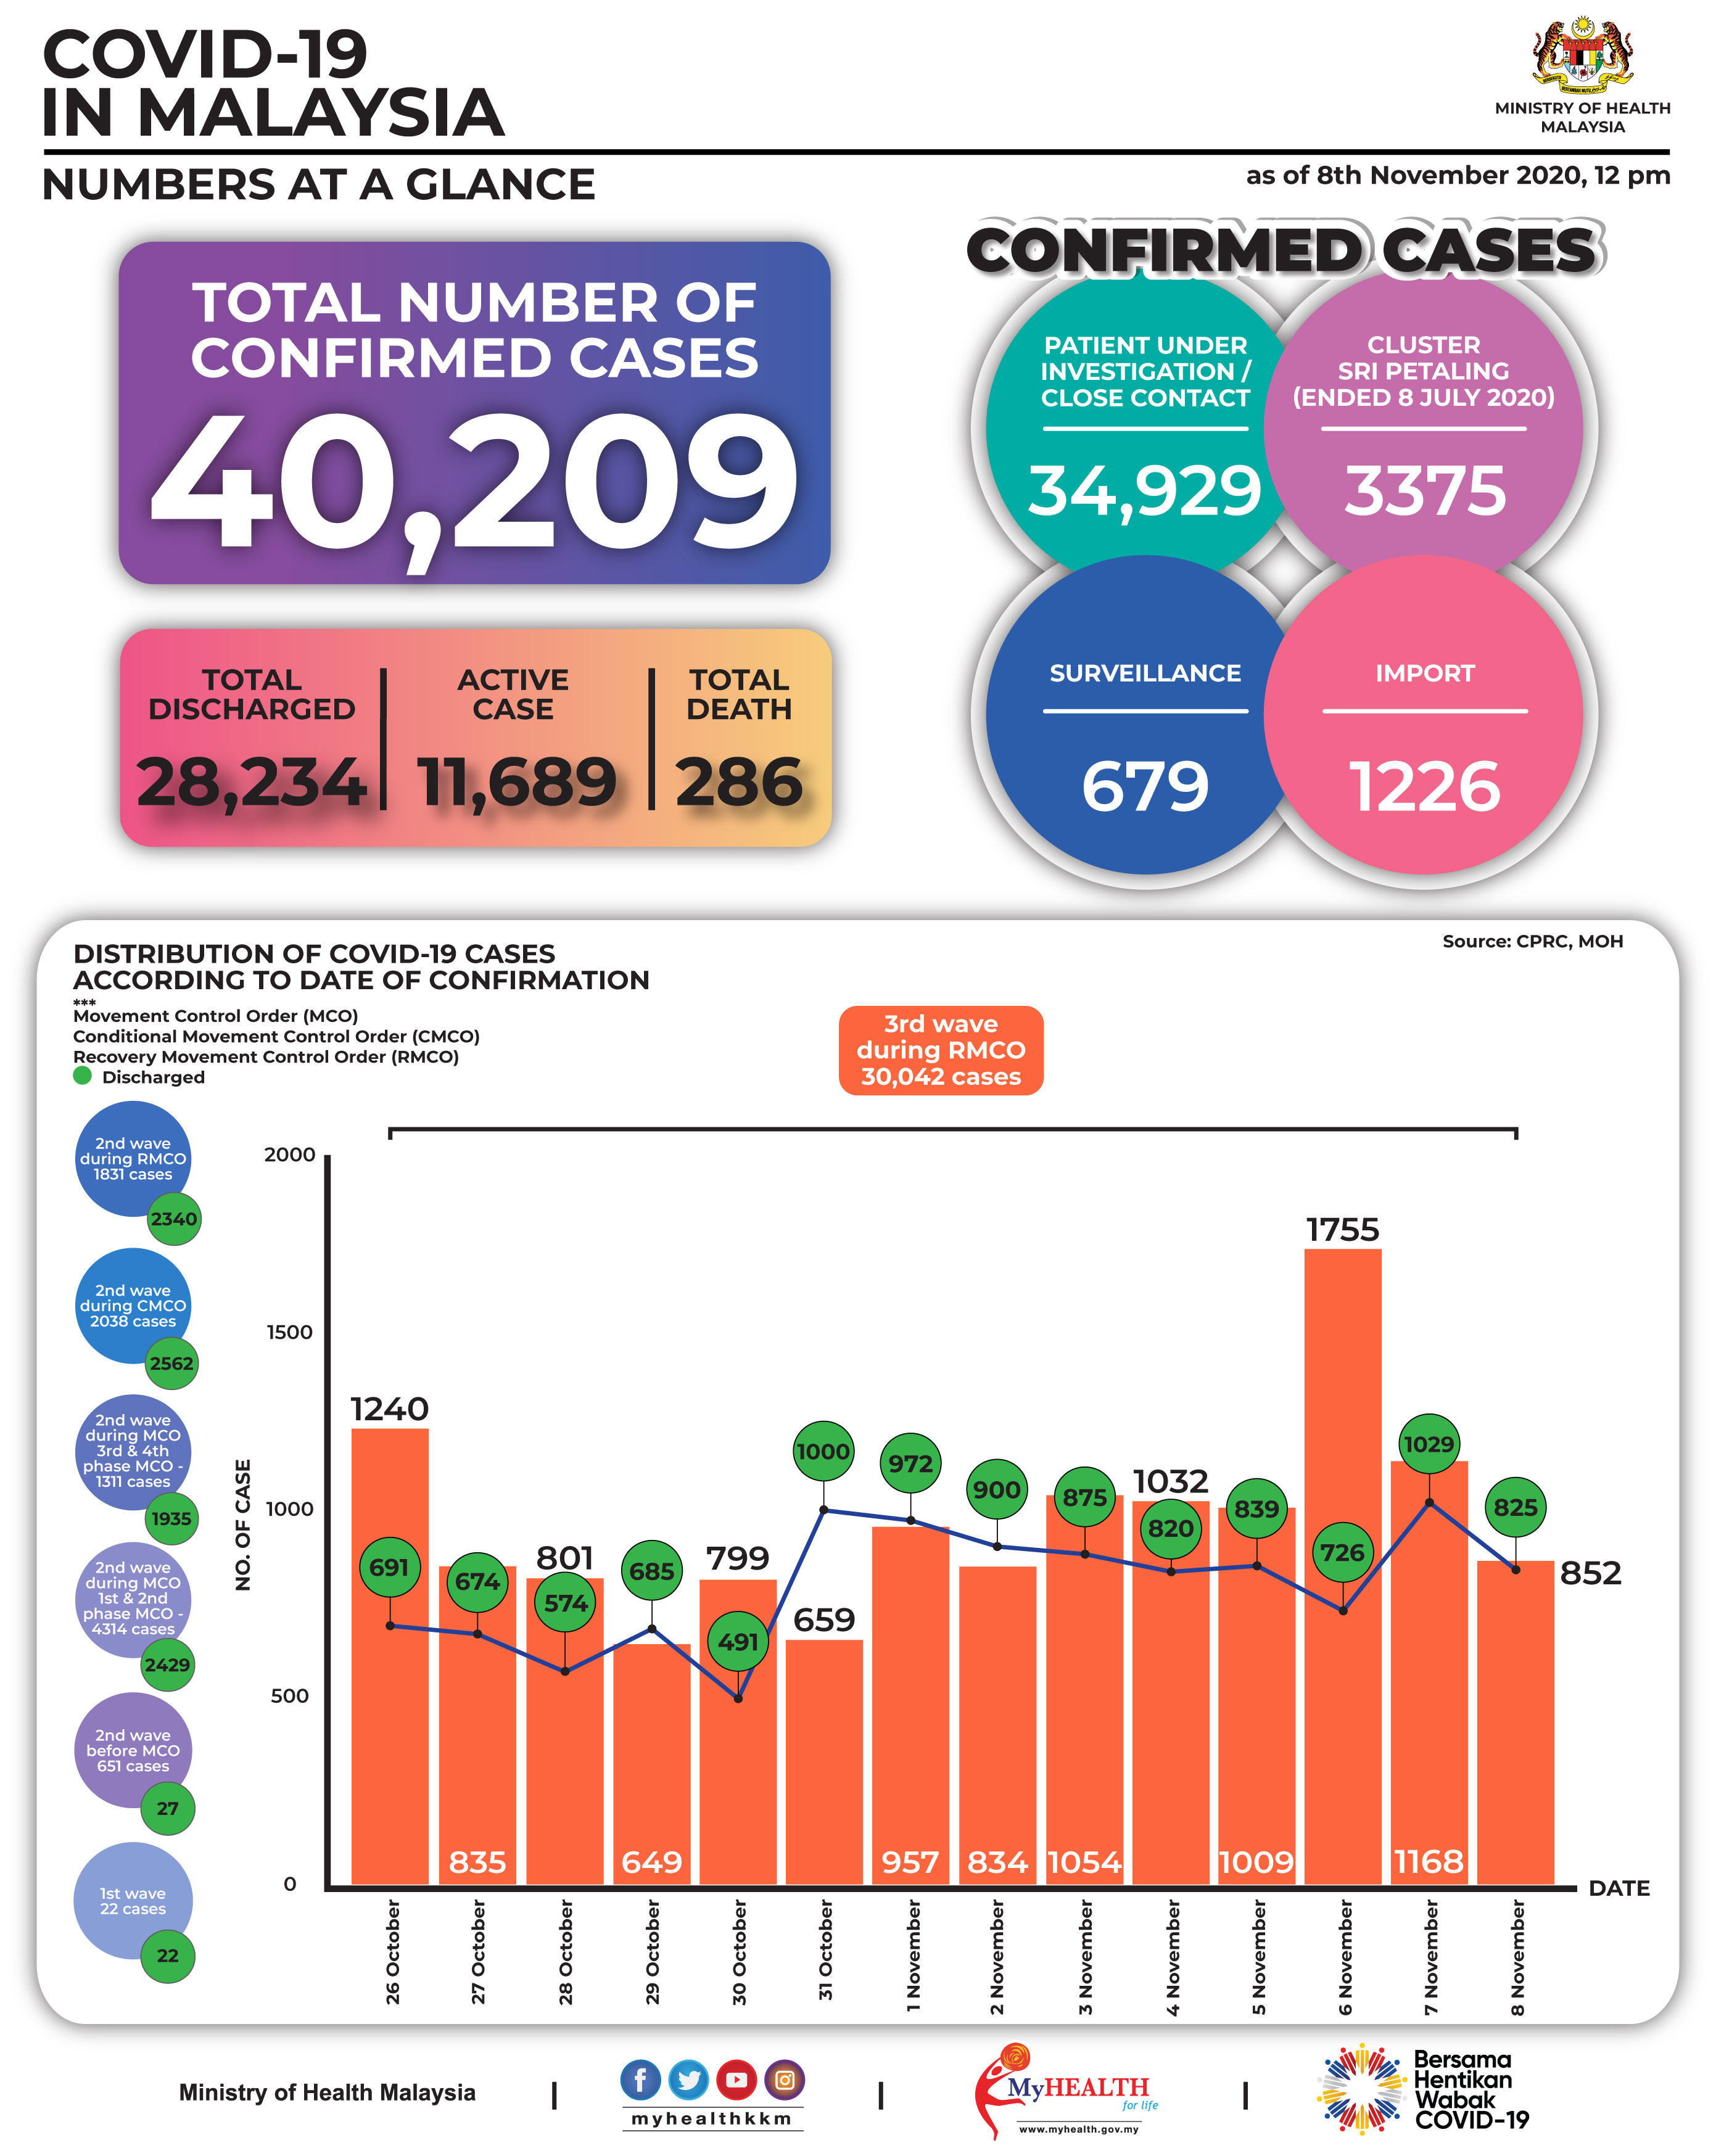 COVID-19
IN MALAYSIA
MINISTRY OF HEALTH
MALAYSIA
NUMBERS AT A GLANCE
as of 8th November 2020, 12 pm
TOTAL NUMBER OF
CONFIRMED CASES
40,209
TOTAL
DISCHARGED
28,234
ACTIVE
CASE
11,689
TOTAL
DEATH
286
CONFIRMED CASES
PATIENT UNDER
INVESTIGATION /
CLOSE CONTACT
34,929
CLUSTER
SRI PETALING
(ENDED 8 JULY 2020)
3375
SURVEILLANCE
679
IMPORT
1226
DISTRIBUTION OF COVID-19 CASES
ACCORDING TO DATE OF CONFIRMATION
Source: CPRC, MOH
***
Movement Control Order (MCO)
Conditional Movement Control Order (CMCO)
Recovery Movement Control Order (RMCO)
Discharged
3rd wave
during RMCO
30,042 cases
2nd wave
during RMCO
1831 cases
2340
2nd wave
during CMCO
2038 cases
2562
2nd wave
during MCO
3rd & 4th
phase MCO -
1311 cases
1935
2nd wave
during MCO
1st & 2nd
phase MCO -
4314 cases
2429
2nd wave
before MCO
651 cases
27
1st wave
22 cases
22
NO. OF CASE
2000
1500
1000
500
0
1240
801
799
659
1032
1755
852
691
674
574
685
491
1000
972
900
875
820
839
726
1029
825
835
649
957
834
1054
1009
1168
DATE
26 October
27 October
28 October
29 October
30 October
31 October
1 November
2 November
3 November
4 November
5 November
6 November
7 November
8 November
Ministry of Health Malaysia
myhealthkkm
MyHEALTH
for life
www.myhealth.gov.my
Bersama
Hentikan
Wabak
COVID-19